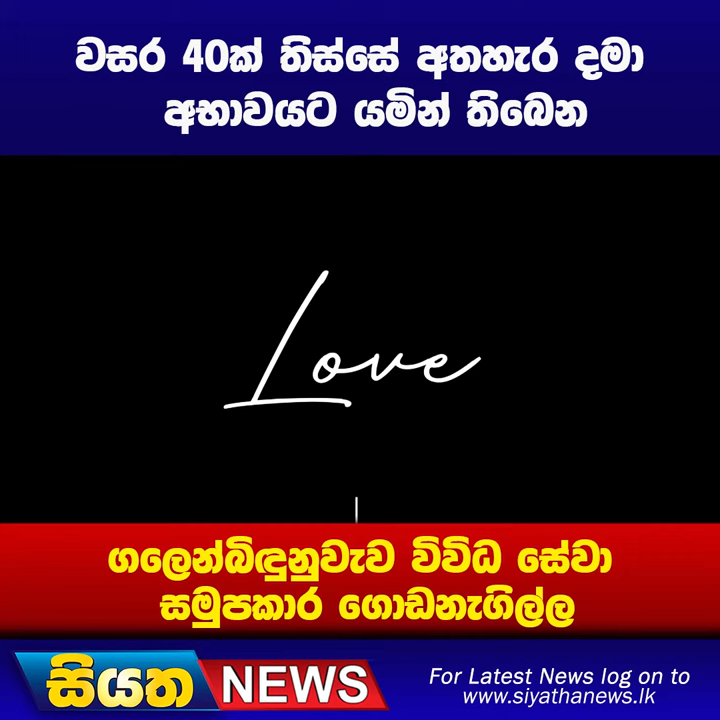 වසර 40ක් තිස්සේ අතහැර දමා
අභාවයට යමින් තිබෙන
Love
ගලෙන්බිඳුනුවැව විවිධ සේවා
සමුපකාර ගොඩනැගිල්ල
සියත NEWS
For Latest News log on to
www.siyathanews.lk